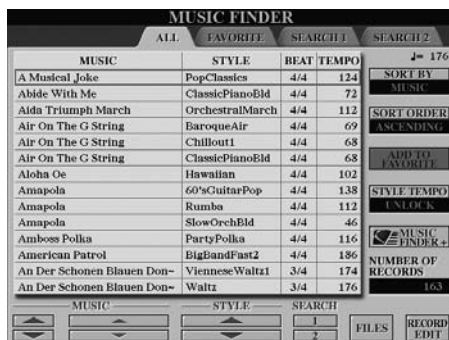 MUSIC FINDER
ALL FAVORITE SEARCH 1 SEARCH 2
♩= 176
MUSIC STYLE BEAT TEMPO
A Musical Joke PopClassics 4/4 124
Abide With Me ClassicPianoBld 4/4 72
Aida Triumph March OrchestralMarch 4/4 112
Air On The G String BaroqueAir 4/4 69
Air On The G String Chillout1 4/4 68
Air On The G String ClassicPianoBld 4/4 68
Aloha Oe Hawaiian 4/4 102
Amapola 60'sGuitarPop 4/4 138
Amapola Rumba 4/4 112
Amapola SlowOrchBld 4/4 46
Amboss Polka PartyPolka 4/4 116
American Patrol BigBandFast2 4/4 186
An Der Schonen Blauen Don~ VienneseWaltz1 3/4 174
An Der Schonen Blauen Don~ Waltz 3/4 176
SORT BY
MUSIC
SORT ORDER
ASCENDING
ADD TO
FAVORITE
STYLE TEMPO
UNLOCK
MUSIC
FINDER+
NUMBER OF
RECORDS
163
MUSIC STYLE SEARCH
1
2
FILES
RECORD
EDIT